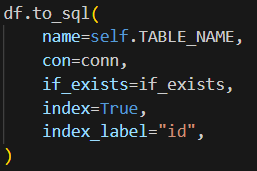 df.to_sql(
    name=self.TABLE_NAME,
    con=conn,
    if_exists=if_exists,
    index=True,
    index_label="id",
)